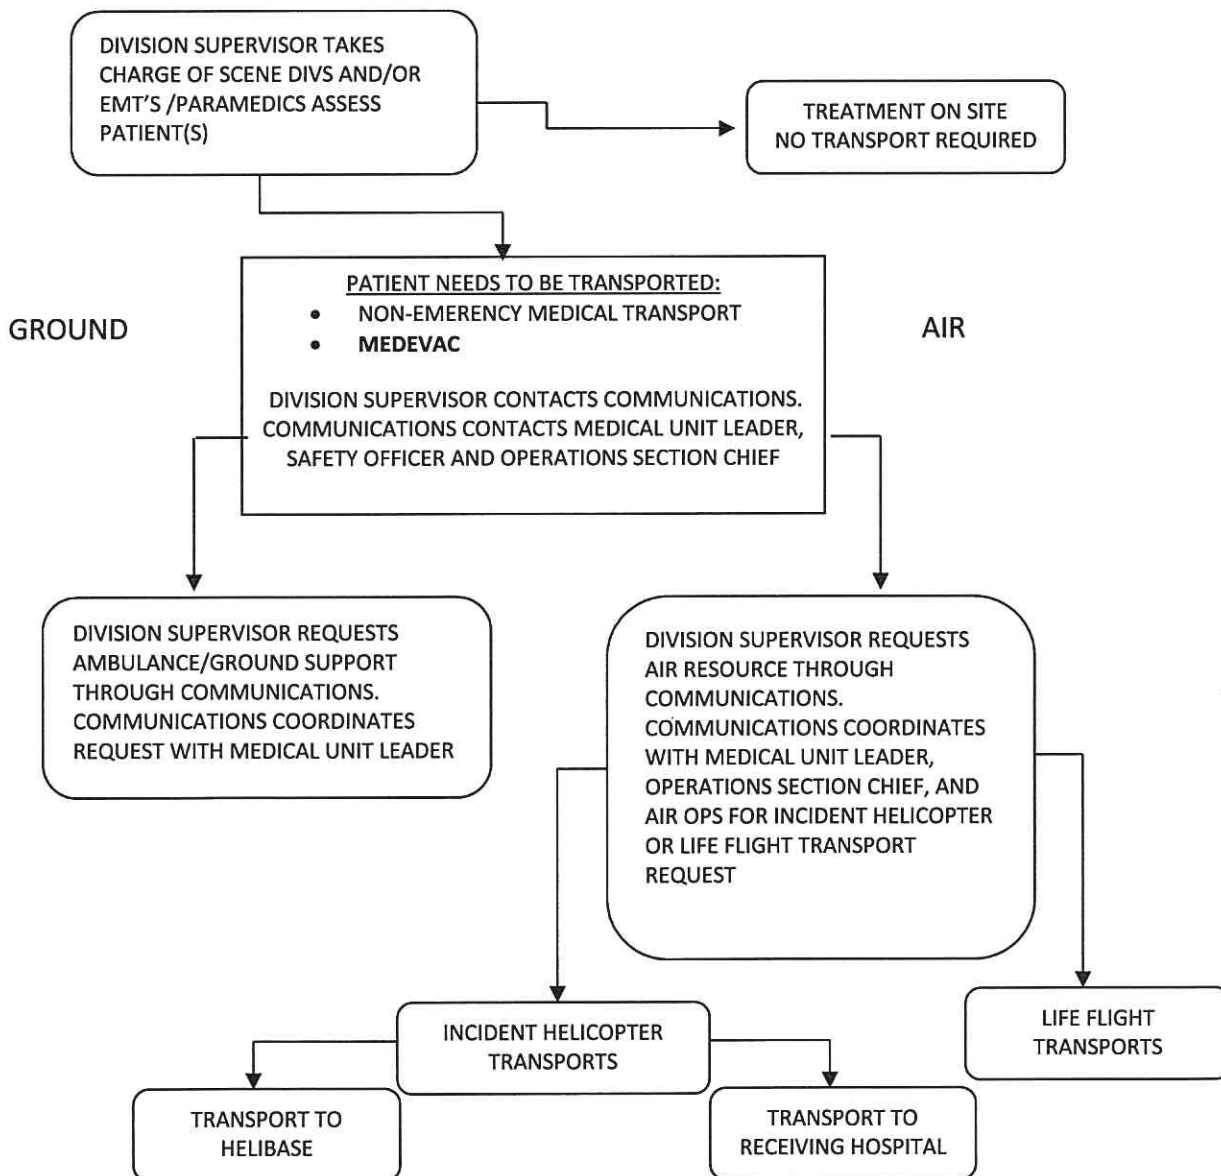 DIVISION SUPERVISOR TAKES
CHARGE OF SCENE DIVS AND/OR
EMT'S /PARAMEDICS ASSESS
PATIENT(S)
TREATMENT ON SITE
NO TRANSPORT REQUIRED
GROUND
PATIENT NEEDS TO BE TRANSPORTED:
• NON-EMERENCY MEDICAL TRANSPORT
• MEDEVAC
DIVISION SUPERVISOR CONTACTS COMMUNICATIONS.
COMMUNICATIONS CONTACTS MEDICAL UNIT LEADER,
SAFETY OFFICER AND OPERATIONS SECTION CHIEF
AIR
DIVISION SUPERVISOR REQUESTS
AMBULANCE/GROUND SUPPORT
THROUGH COMMUNICATIONS.
COMMUNICATIONS COORDINATES
REQUEST WITH MEDICAL UNIT LEADER
DIVISION SUPERVISOR REQUESTS
AIR RESOURCE THROUGH
COMMUNICATIONS.
COMMUNICATIONS COORDINATES
WITH MEDICAL UNIT LEADER,
OPERATIONS SECTION CHIEF, AND
AIR OPS FOR INCIDENT HELICOPTER
OR LIFE FLIGHT TRANSPORT
REQUEST
INCIDENT HELICOPTER
TRANSPORTS
LIFE FLIGHT
TRANSPORTS
TRANSPORT TO
HELIBASE
TRANSPORT TO
RECEIVING HOSPITAL